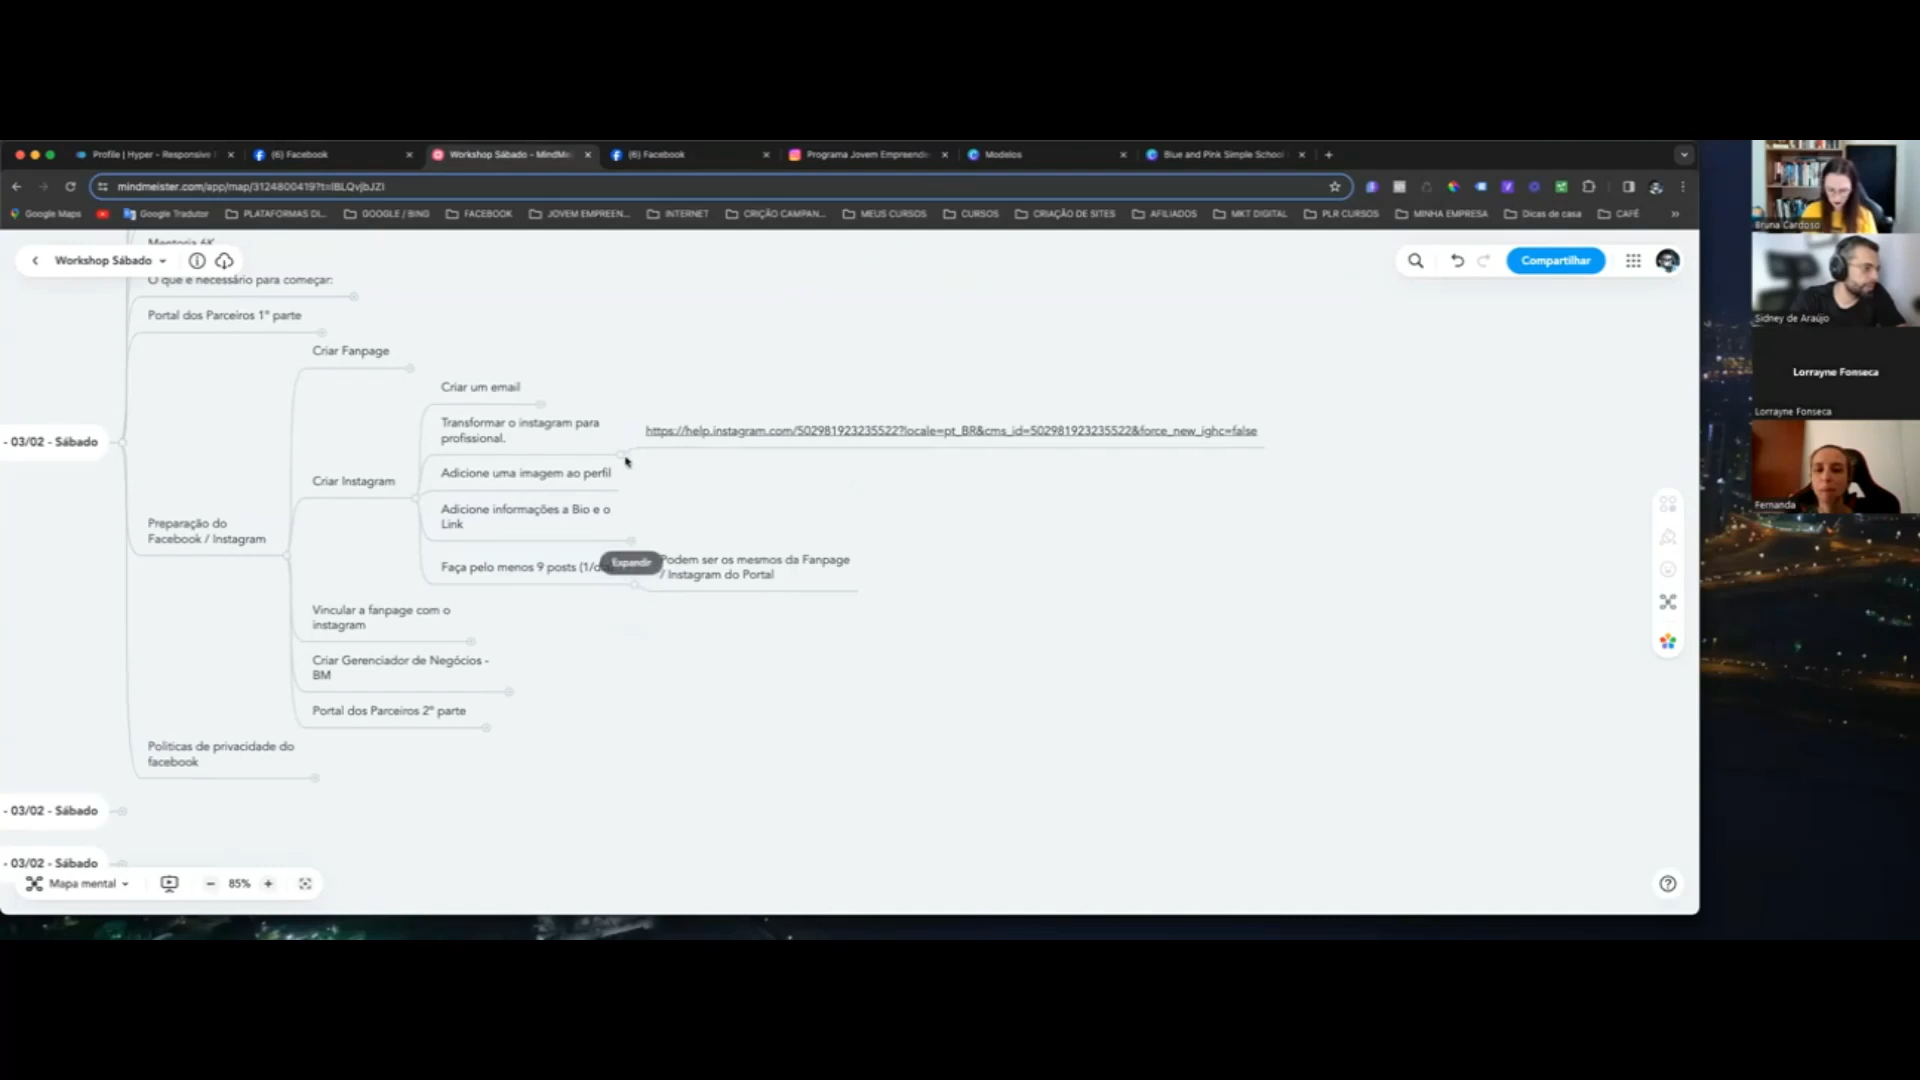 Profile | Hyper - Responsive
(6) Facebook
Workshop Sábado - MindMe
(6) Facebook
Programa Jovem Empreende
Modelos
Blue and Pink Simple School
mindmeister.com/app/map/3124800419?t=IBLQvjbJZI
Google Maps
Google Tradutor
PLATAFORMAS DI...
GOOGLE / BING
FACEBOOK
JOVEM EMPREEN...
INTERNET
CRIÇÃO CAMPAN...
MEUS CURSOS
CURSOS
CRIAÇÃO DE SITES
AFILIADOS
MKT DIGITAL
PLR CURSOS
MINHA EMPRESA
Dicas de casa
CAFÉ
Bruna Cardoso
Mentoria 6K
Workshop Sábado
Compartilhar
O que é necessário para começar:
Portal dos Parceiros 1º parte
Sidney de Araújo
Criar Fanpage
Lorrayne Fonseca
Criar um email
Lorrayne Fonseca
Transformar o instagram para
profissional.
https://help.instagram.com/502981923235522?locale=pt_BR&cms_id=502981923235522&force_new_ighc=false
- 03/02 - Sábado
Adicione uma imagem ao perfil
Criar Instagram
Adicione informações a Bio e o
Link
Fernanda
Preparação do
Facebook / Instagram
Faça pelo menos 9 posts (1/d
Expandir
Podem ser os mesmos da Fanpage
/ Instagram do Portal
Vincular a fanpage com o
instagram
Criar Gerenciador de Negócios -
BM
Portal dos Parceiros 2º parte
Politicas de privacidade do
facebook
- 03/02 - Sábado
- 03/02 - Sábado
Mapa mental
85%